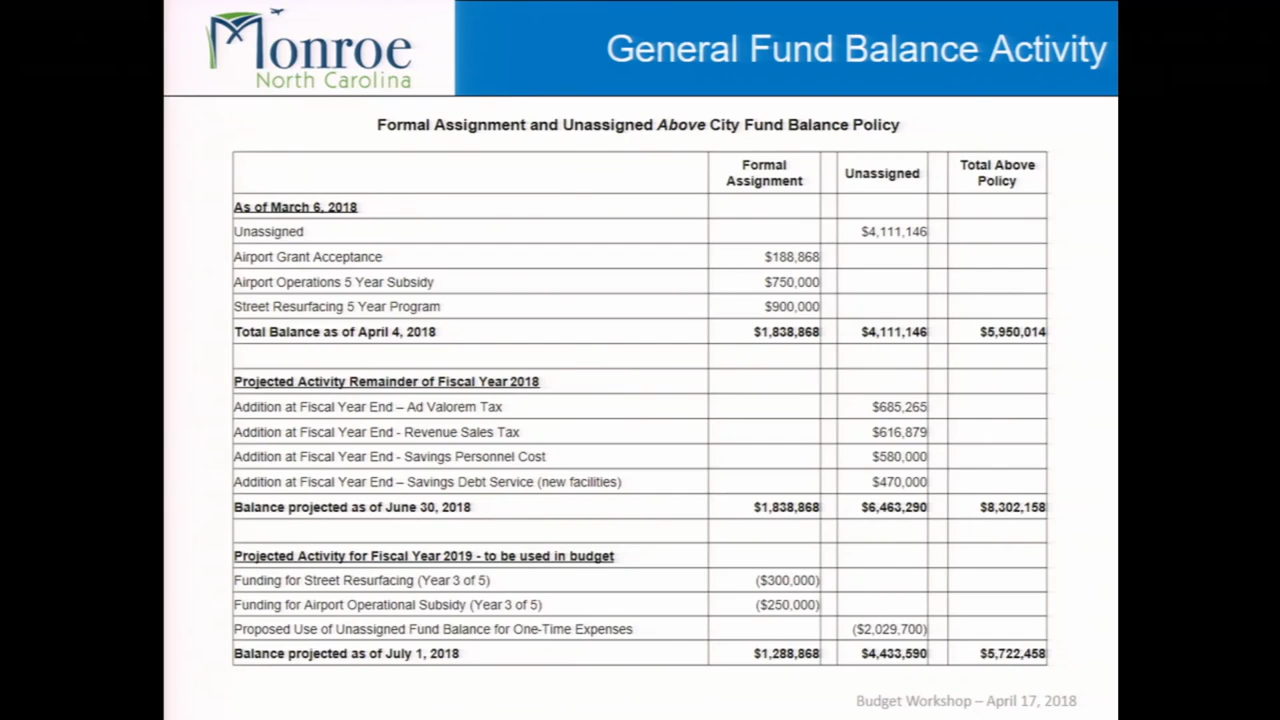 Monroe
North Carolina
General Fund Balance Activity
Formal Assignment and Unassigned Above City Fund Balance Policy
Formal Assignment Unassigned Total Above Policy
As of March 6, 2018
Unassigned $4,111,146
Airport Grant Acceptance $188,868
Airport Operations 5 Year Subsidy $750,000
Street Resurfacing 5 Year Program $900,000
Total Balance as of April 4, 2018 $1,838,868 $4,111,146 $5,950,014
Projected Activity Remainder of Fiscal Year 2018
Addition at Fiscal Year End – Ad Valorem Tax $685,265
Addition at Fiscal Year End - Revenue Sales Tax $616,879
Addition at Fiscal Year End - Savings Personnel Cost $580,000
Addition at Fiscal Year End – Savings Debt Service (new facilities) $470,000
Balance projected as of June 30, 2018 $1,838,868 $6,463,290 $8,302,158
Projected Activity for Fiscal Year 2019 - to be used in budget
Funding for Street Resurfacing (Year 3 of 5) ($300,000)
Funding for Airport Operational Subsidy (Year 3 of 5) ($250,000)
Proposed Use of Unassigned Fund Balance for One-Time Expenses ($2,029,700)
Balance projected as of July 1, 2018 $1,288,868 $4,433,590 $5,722,458
Budget Workshop – April 17, 2018